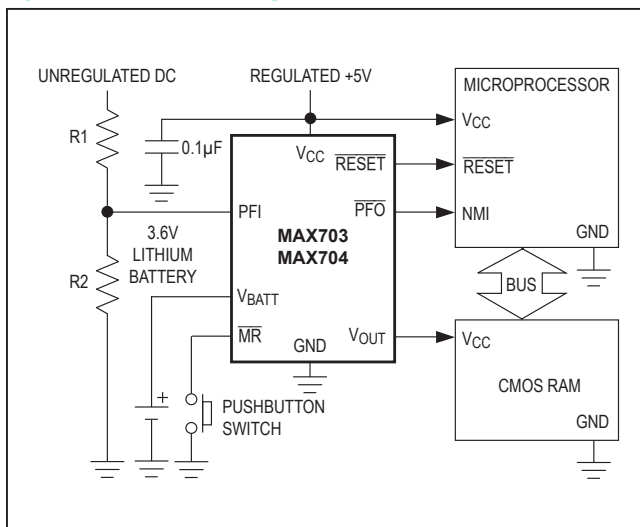 UNREGULATED DC
REGULATED +5V
MICROPROCESSOR
R1
0.1µF
VCC
RESET
VCC
RESET
PFI
PFO
NMI
MAX703
MAX704
GND
3.6V
LITHIUM
BATTERY
R2
VBATT
MR
GND
VOUT
BUS
VCC
CMOS RAM
GND
+
PUSHBUTTON
SWITCH